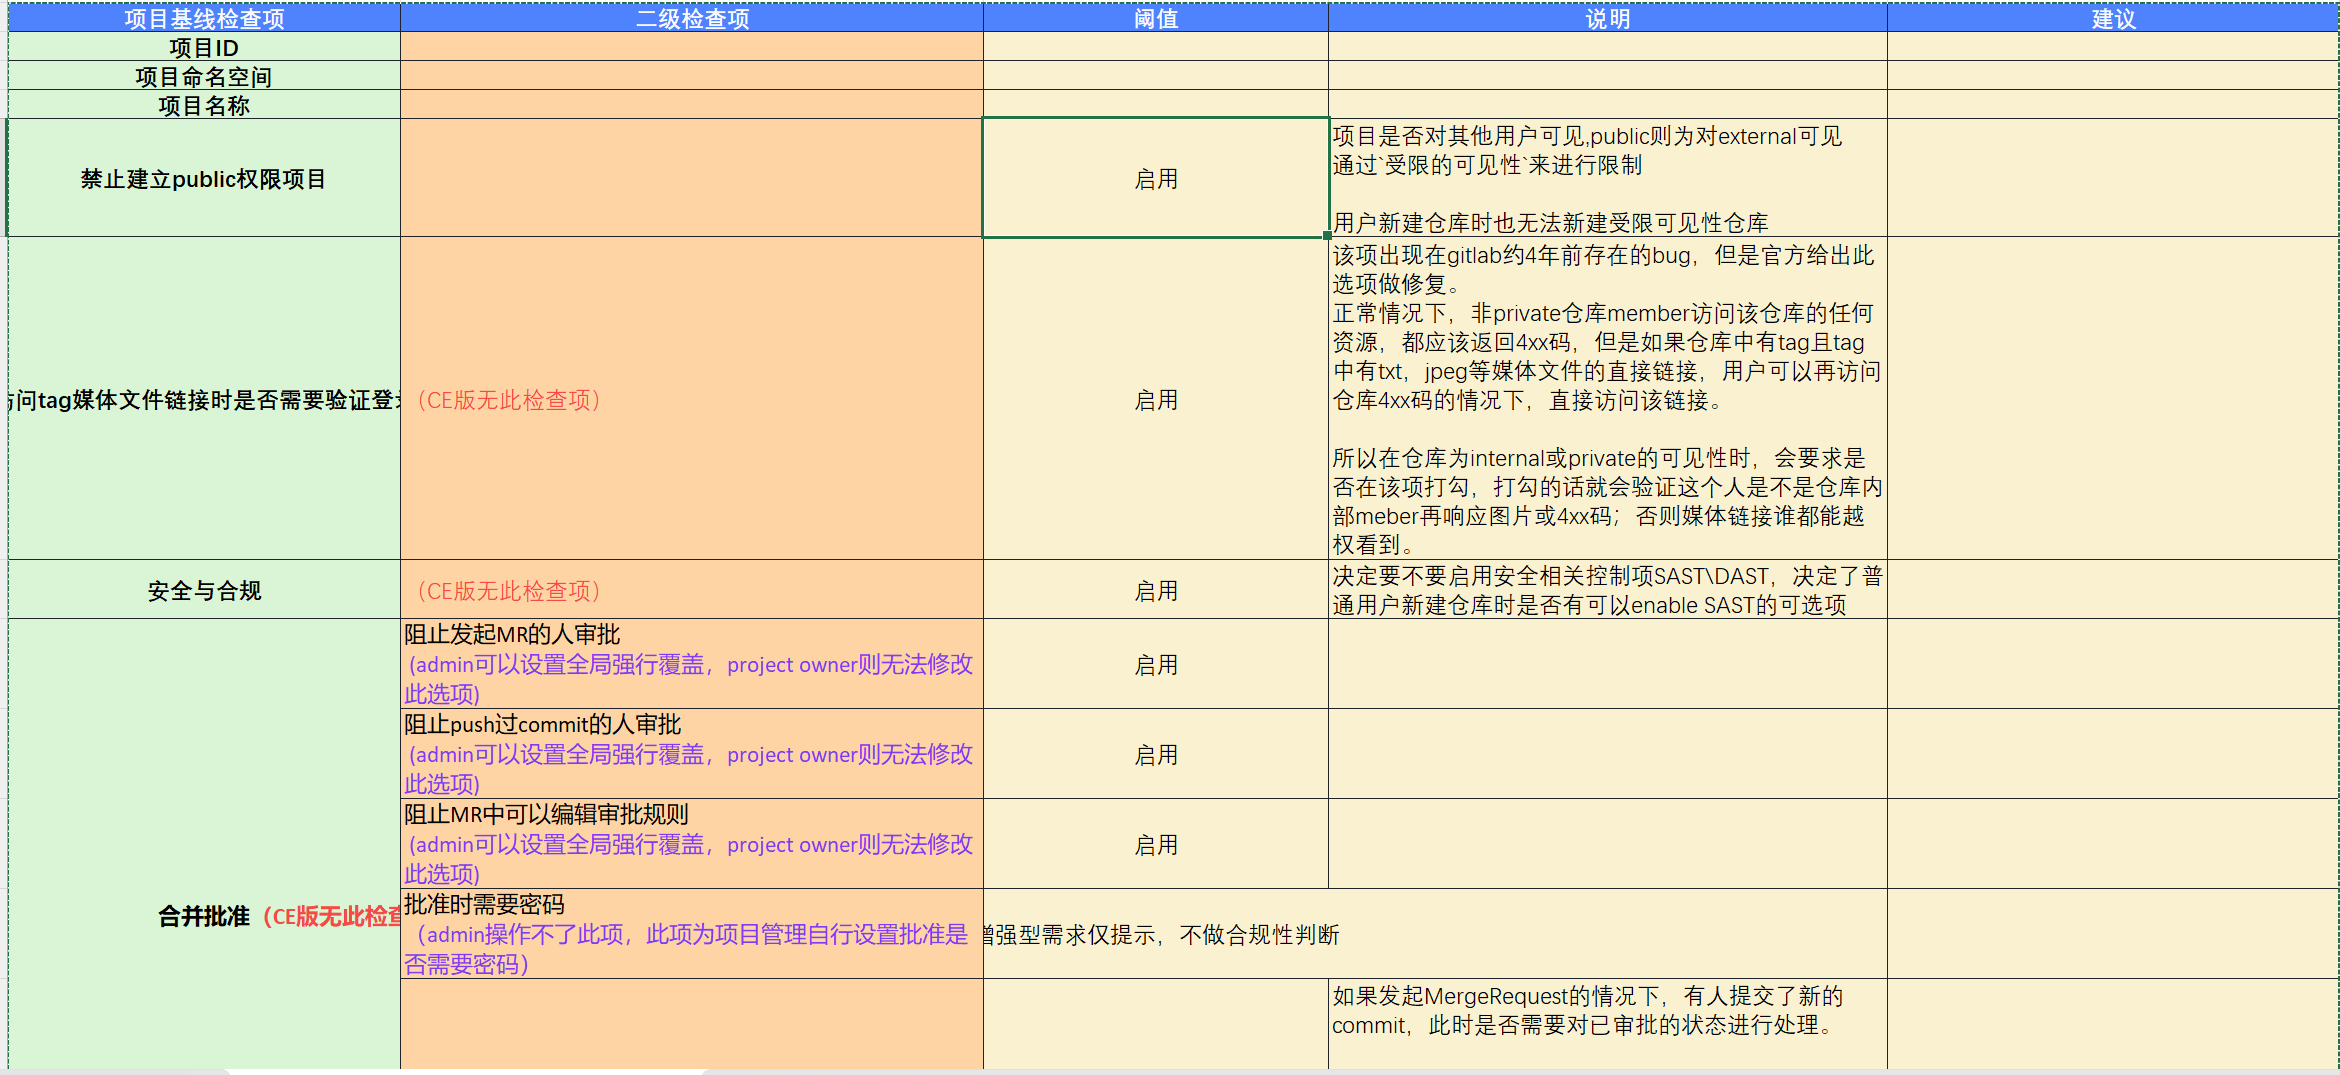 项目基线检查项 二级检查项 阈值 说明 建议
项目ID
项目命名空间
项目名称
禁止建立public权限项目
启用
项目是否对其他用户可见,public则为对external可见
通过`受限的可见性`来进行限制
用户新建仓库时也无法新建受限可见性仓库
问tag媒体文件链接时是否需要验证登
（CE版无此检查项）
启用
该项出现在gitlab约4年前存在的bug，但是官方给出此
选项做修复。
正常情况下，非private仓库member访问该仓库的任何
资源，都应该返回4xx码，但是如果仓库中有tag且tag
中有txt，jpeg等媒体文件的直接链接，用户可以再访问
仓库4xx码的情况下，直接访问该链接。
所以在仓库为internal或private的可见性时，会要求是
否在该项打勾，打勾的话就会验证这个人是不是仓库内
部meber再响应图片或4xx码；否则媒体链接谁都能越
权看到。
安全与合规
（CE版无此检查项）
启用
决定要不要启用安全相关控制项SAST\DAST，决定了普
通用户新建仓库时是否有可以enable SAST的可选项
合并批准（CE版无此检查
阻止发起MR的人审批
(admin可以设置全局强行覆盖，project owner则无法修改
此选项)
启用
阻止push过commit的人审批
(admin可以设置全局强行覆盖，project owner则无法修改
此选项)
启用
阻止MR中可以编辑审批规则
(admin可以设置全局强行覆盖，project owner则无法修改
此选项)
启用
批准时需要密码
（admin操作不了此项，此项为项目管理自行设置批准是
否需要密码）
增强型需求仅提示，不做合规性判断
如果发起MergeRequest的情况下，有人提交了新的
commit，此时是否需要对已审批的状态进行处理。